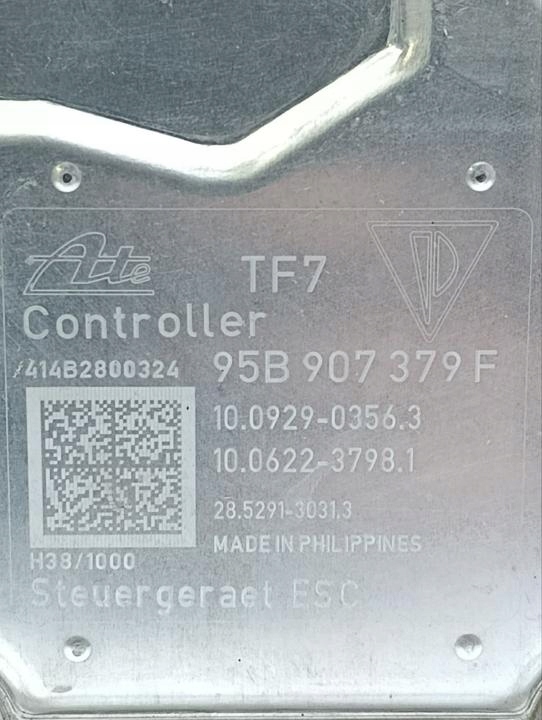 Ate
TF7
Controller
414B2800324
95B 907 379 F
10.0929-0356.3
10.0622-3798.1
28.5291-3031.3
MADE IN PHILIPPINES
H38/1000
Steuergeraet ESC